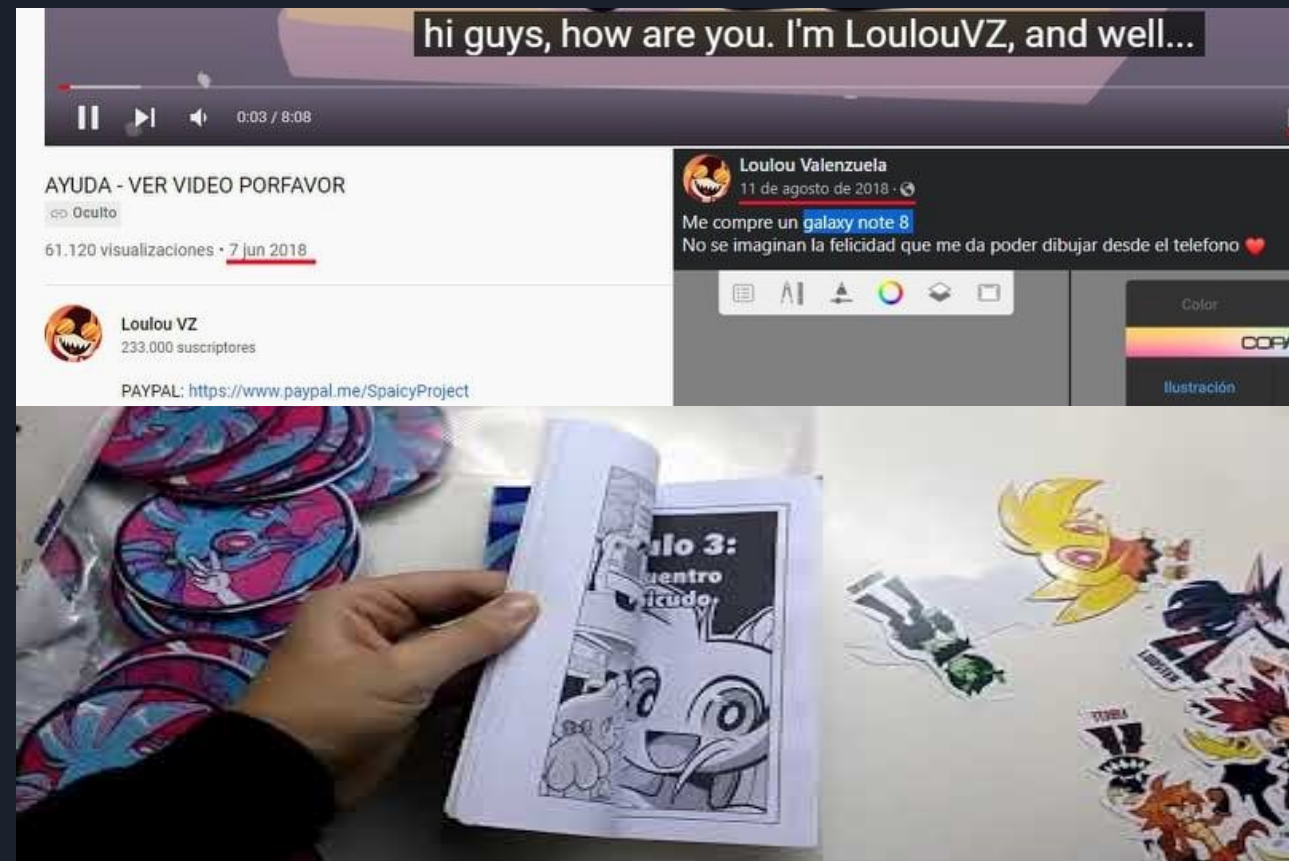 hi guys, how are you. I'm LoulouVZ, and well...
0:03 / 8:08
AYUDA - VER VIDEO PORFAVOR
Oculto
61.120 visualizaciones • 7 jun 2018
Loulou VZ
233.000 suscriptores
PAYPAL: https://www.paypal.me/SpaicyProject
Loulou Valenzuela
11 de agosto de 2018 ·
Me compre un galaxy note 8
No se imaginan la felicidad que me da poder dibujar desde el telefono ❤️
Color
Ilustración
ulo 3:
uentro
icudo